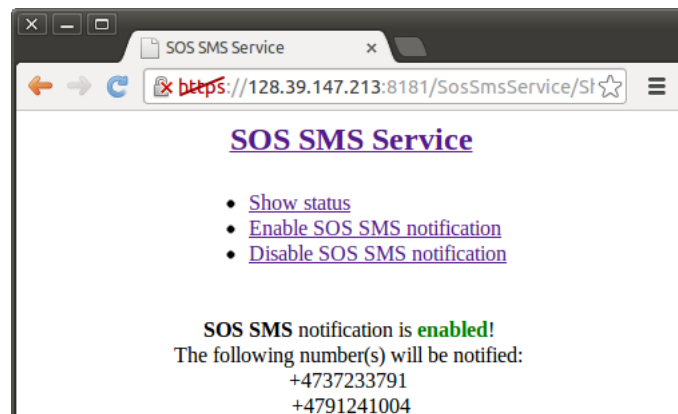 SOS SMS Service
https://128.39.147.213:8181/SosSmsService/Sh
SOS SMS Service
Show status
Enable SOS SMS notification
Disable SOS SMS notification
SOS SMS notification is enabled!
The following number(s) will be notified:
+4737233791
+4791241004